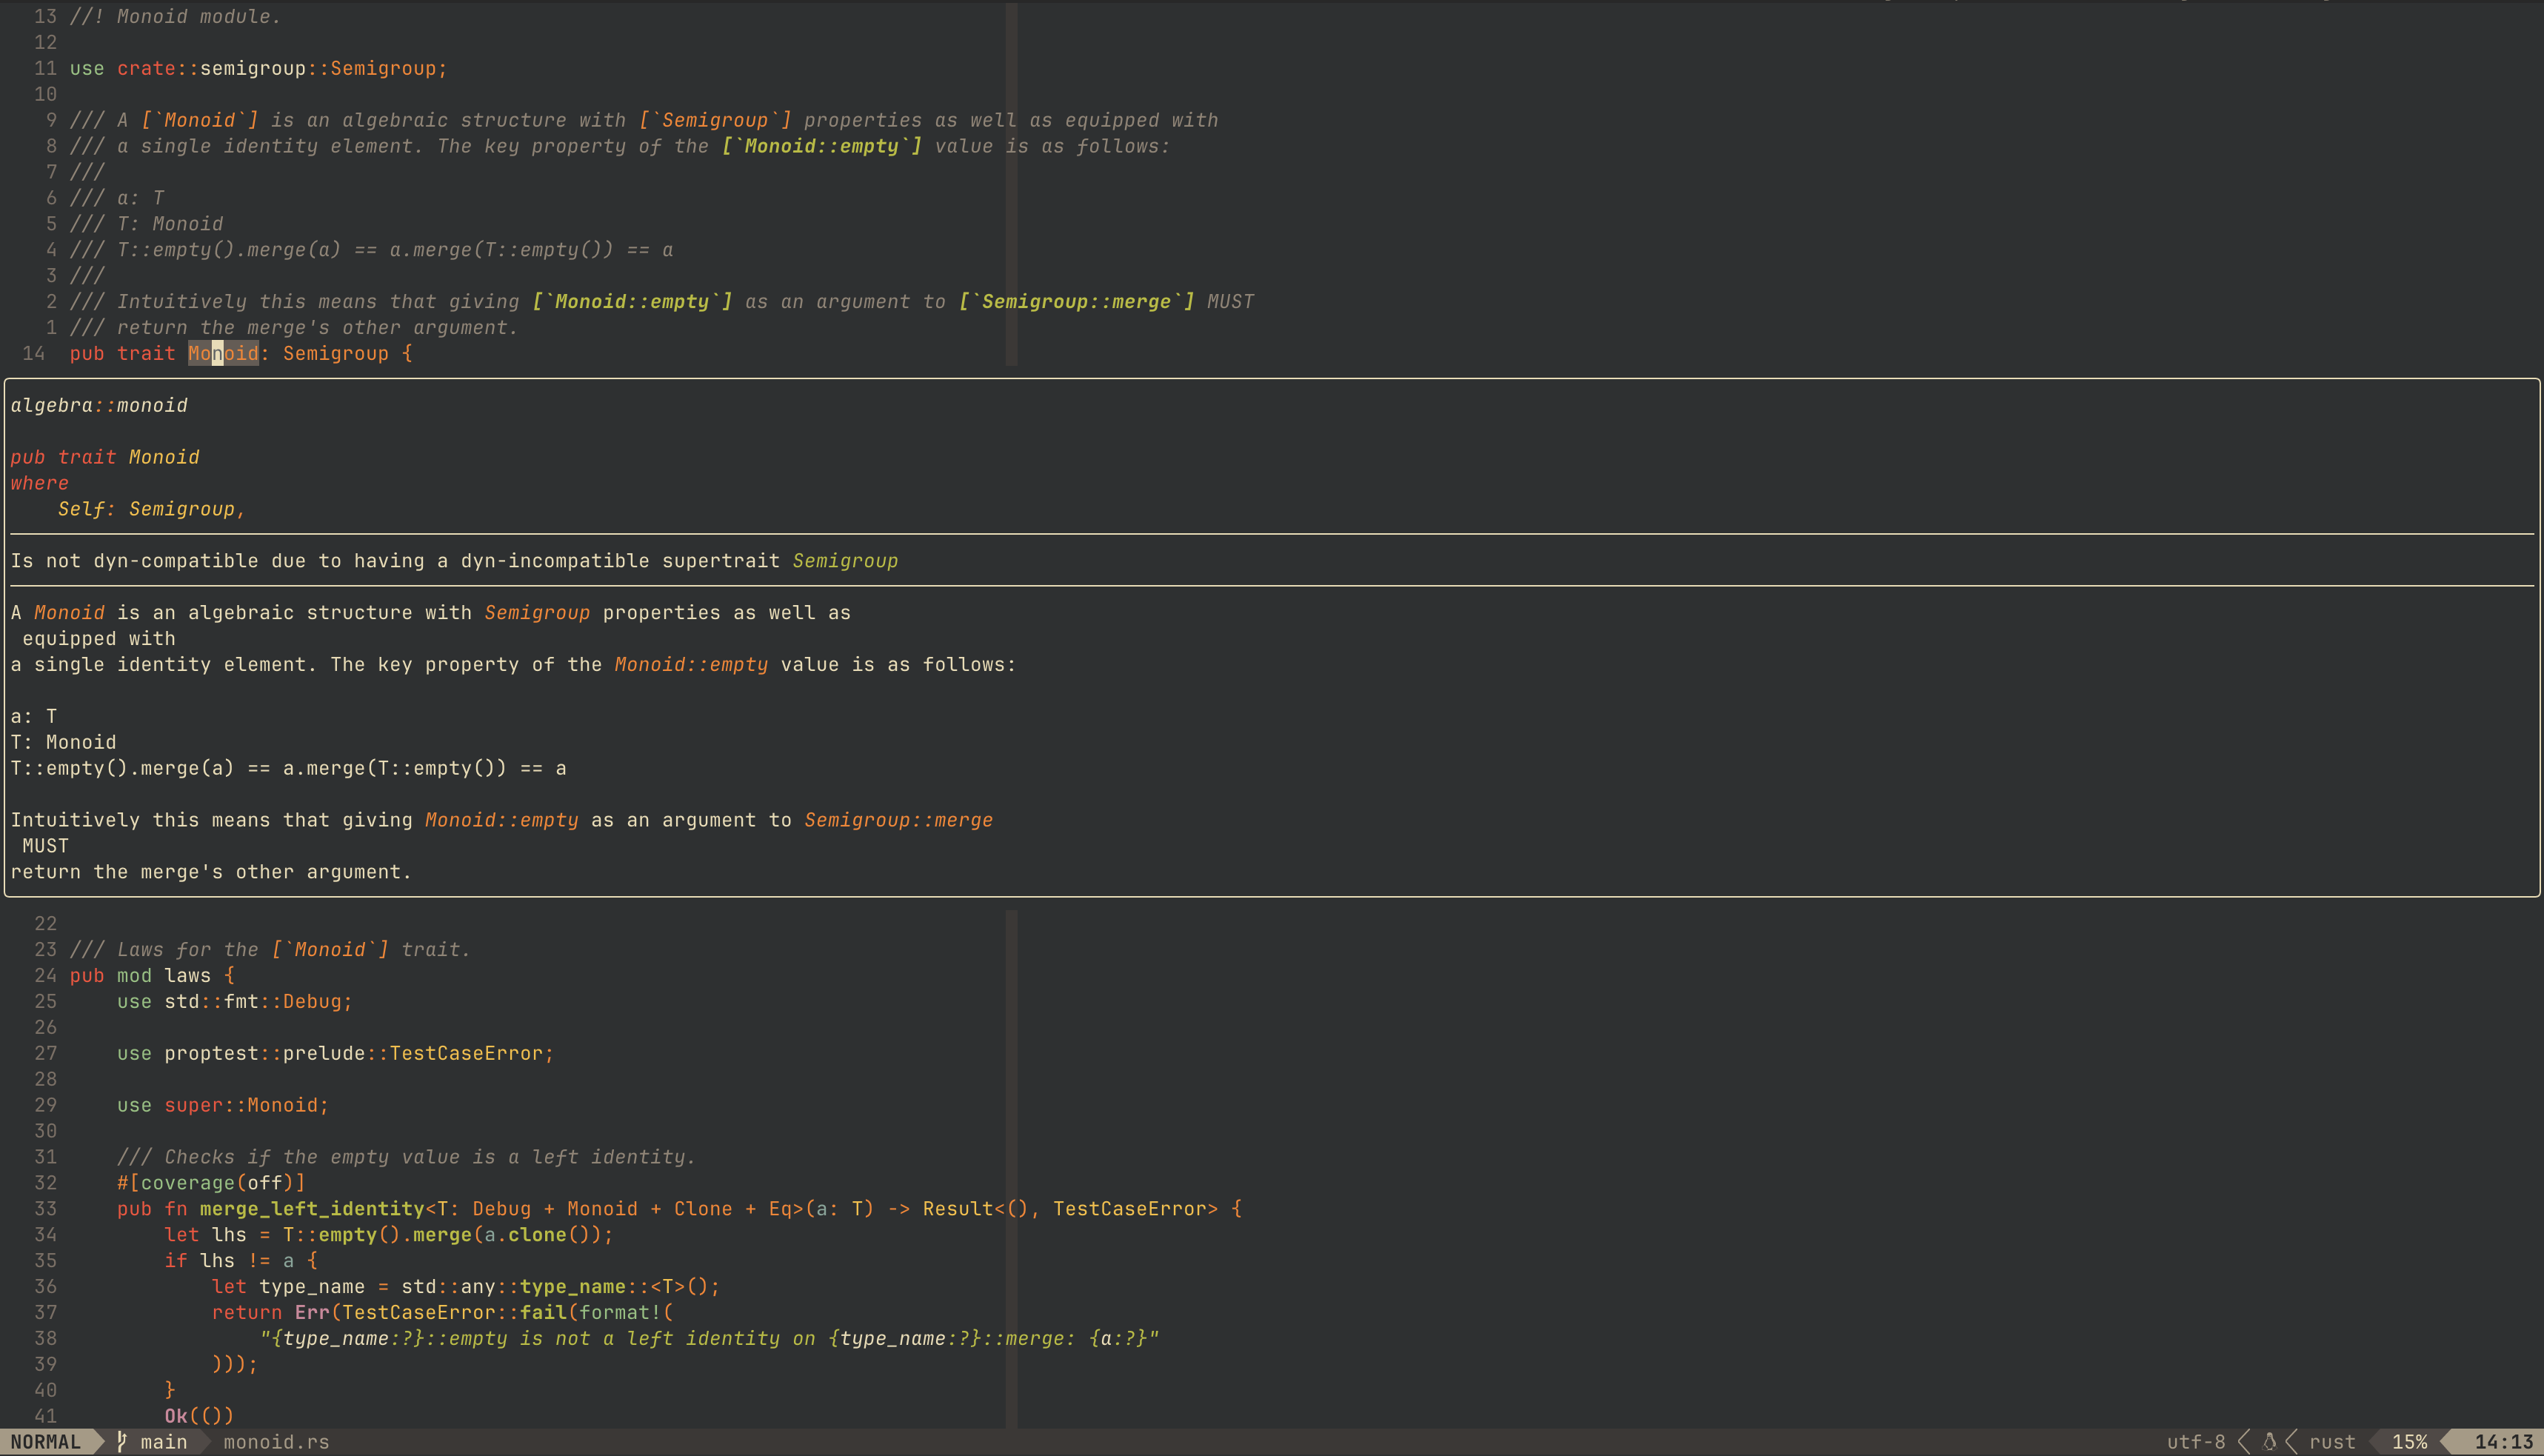 13 //! Monoid module.
12
11 use crate::semigroup::Semigroup;
10
9 /// A [`Monoid`] is an algebraic structure with [`Semigroup`] properties as well as equipped with
8 /// a single identity element. The key property of the [`Monoid::empty`] value is as follows:
7 ///
6 /// a: T
5 /// T: Monoid
4 /// T::empty().merge(a) == a.merge(T::empty()) == a
3 ///
2 /// Intuitively this means that giving [`Monoid::empty`] as an argument to [`Semigroup::merge`] MUST
1 /// return the merge's other argument.
14 pub trait Monoid: Semigroup {
algebra::monoid
pub trait Monoid
where
    Self: Semigroup,
Is not dyn-compatible due to having a dyn-incompatible supertrait Semigroup
A Monoid is an algebraic structure with Semigroup properties as well as
 equipped with
a single identity element. The key property of the Monoid::empty value is as follows:
a: T
T: Monoid
T::empty().merge(a) == a.merge(T::empty()) == a
Intuitively this means that giving Monoid::empty as an argument to Semigroup::merge
 MUST
return the merge's other argument.
22
23 /// Laws for the [`Monoid`] trait.
24 pub mod laws {
25     use std::fmt::Debug;
26
27     use proptest::prelude::TestCaseError;
28
29     use super::Monoid;
30
31     /// Checks if the empty value is a left identity.
32     #[coverage(off)]
33     pub fn merge_left_identity<T: Debug + Monoid + Clone + Eq>(a: T) -> Result<(), TestCaseError> {
34         let lhs = T::empty().merge(a.clone());
35         if lhs != a {
36             let type_name = std::any::type_name::<T>();
37             return Err(TestCaseError::fail(format!(
38                 "{type_name:?}::empty is not a left identity on {type_name:?}::merge: {a:?}"
39             )));
40         }
41         Ok(())
NORMAL main monoid.rs utf-8 rust 15% 14:13